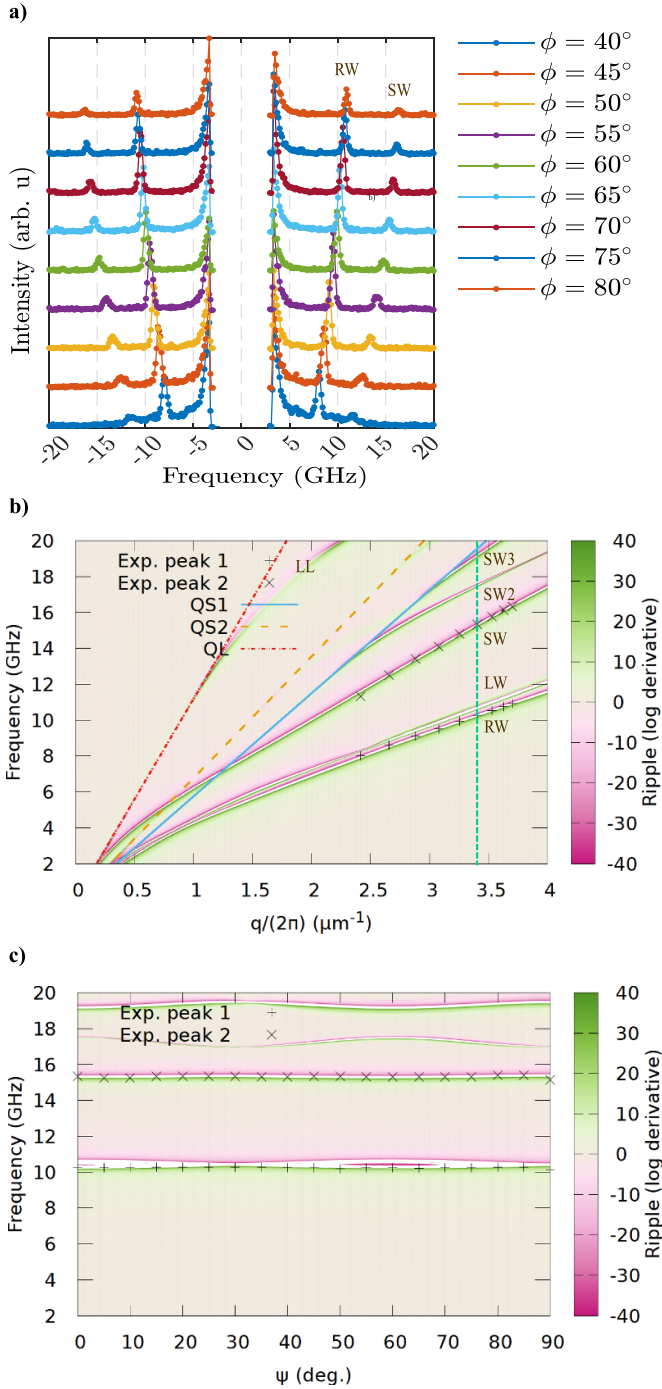 a)
RW
SW
b)
Intensity (arb. u)
-20
-15
-10
-5
0
5
10
15
20
Frequency (GHz)
ϕ = 40°
ϕ = 45°
ϕ = 50°
ϕ = 55°
ϕ = 60°
ϕ = 65°
ϕ = 70°
ϕ = 75°
ϕ = 80°
b)
20
18
16
14
12
10
8
6
4
2
Frequency (GHz)
Exp. peak 1
Exp. peak 2
QS1
QS2
QL
LL
SW3
SW2
SW
LW
RW
0
0.5
1
1.5
2
2.5
3
3.5
4
q/(2π) (μm⁻¹)
40
30
20
10
0
-10
-20
-30
-40
Ripple (log derivative)
c)
20
18
16
14
12
10
8
6
4
2
Frequency (GHz)
Exp. peak 1
Exp. peak 2
0
10
20
30
40
50
60
70
80
90
ψ (deg.)
40
30
20
10
0
-10
-20
-30
-40
Ripple (log derivative)